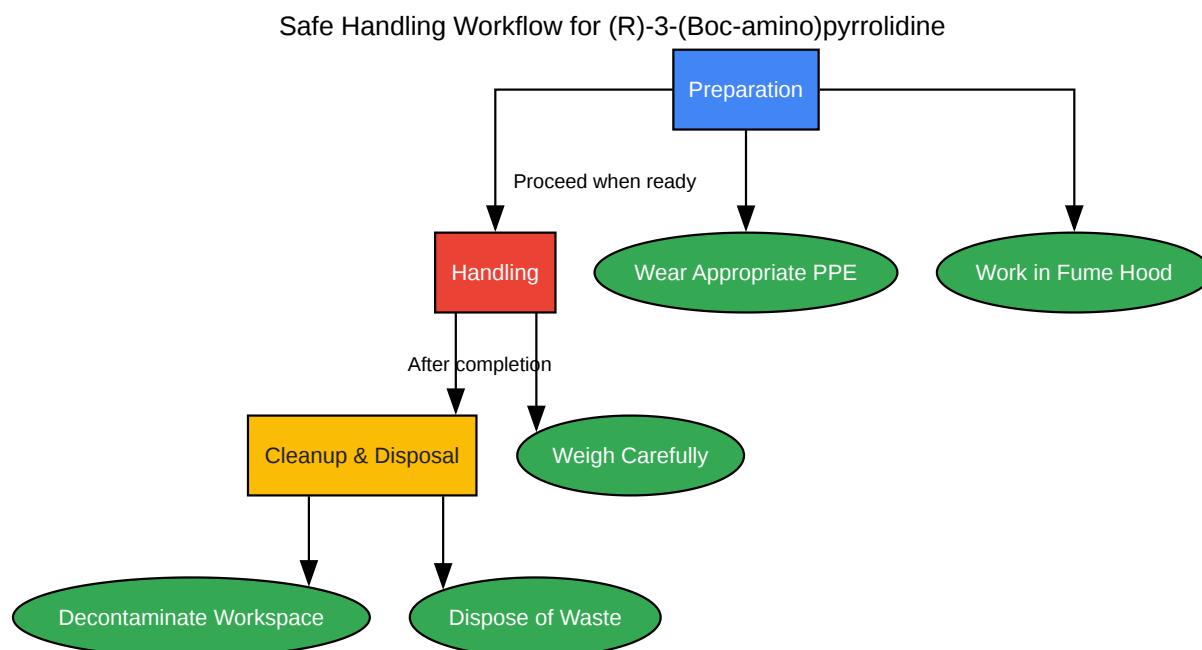 Safe Handling Workflow for (R)-3-(Boc-amino)pyrrolidine
Preparation
Proceed when ready
Handling
Wear Appropriate PPE
Work in Fume Hood
After completion
Cleanup & Disposal
Weigh Carefully
Decontaminate Workspace
Dispose of Waste